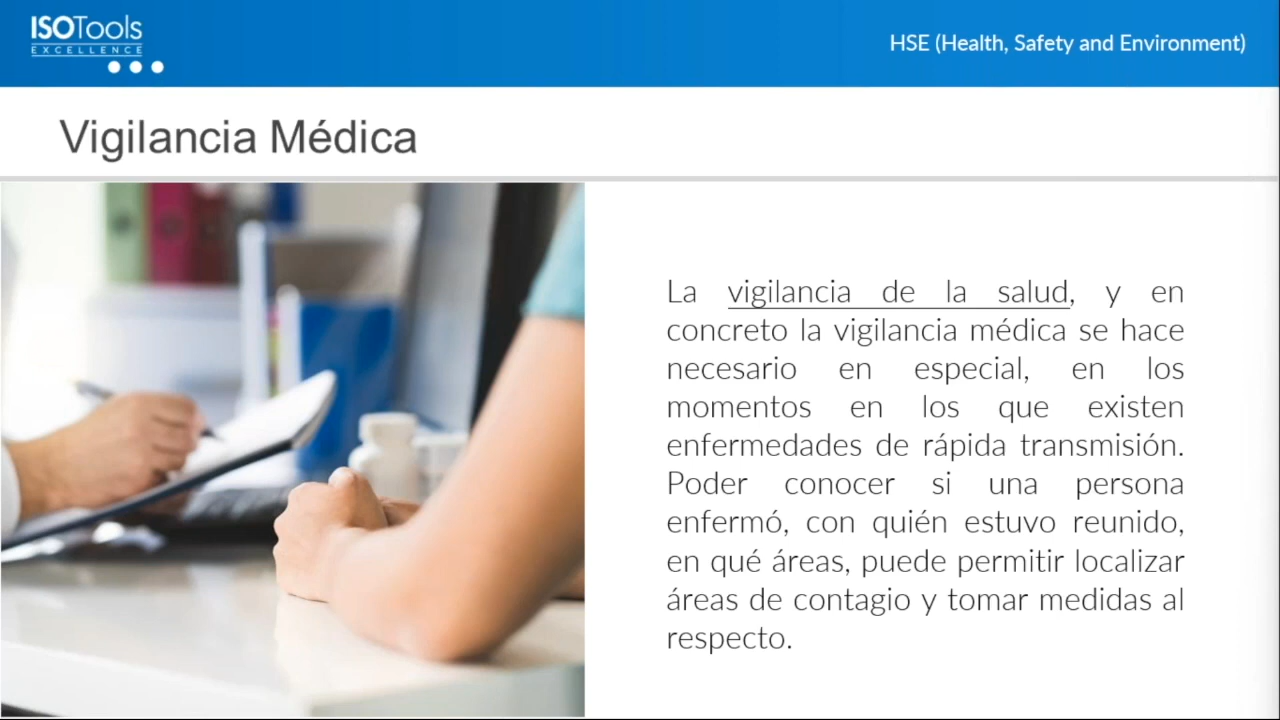 ISOTools
EXCELLENCE
HSE (Health, Safety and Environment)
Vigilancia Médica
La vigilancia de la salud, y en
concreto la vigilancia médica se hace
necesario en especial, en los
momentos en los que existen
enfermedades de rápida transmisión.
Poder conocer si una persona
enfermó, con quién estuvo reunido,
en qué áreas, puede permitir localizar
áreas de contagio y tomar medidas al
respecto.